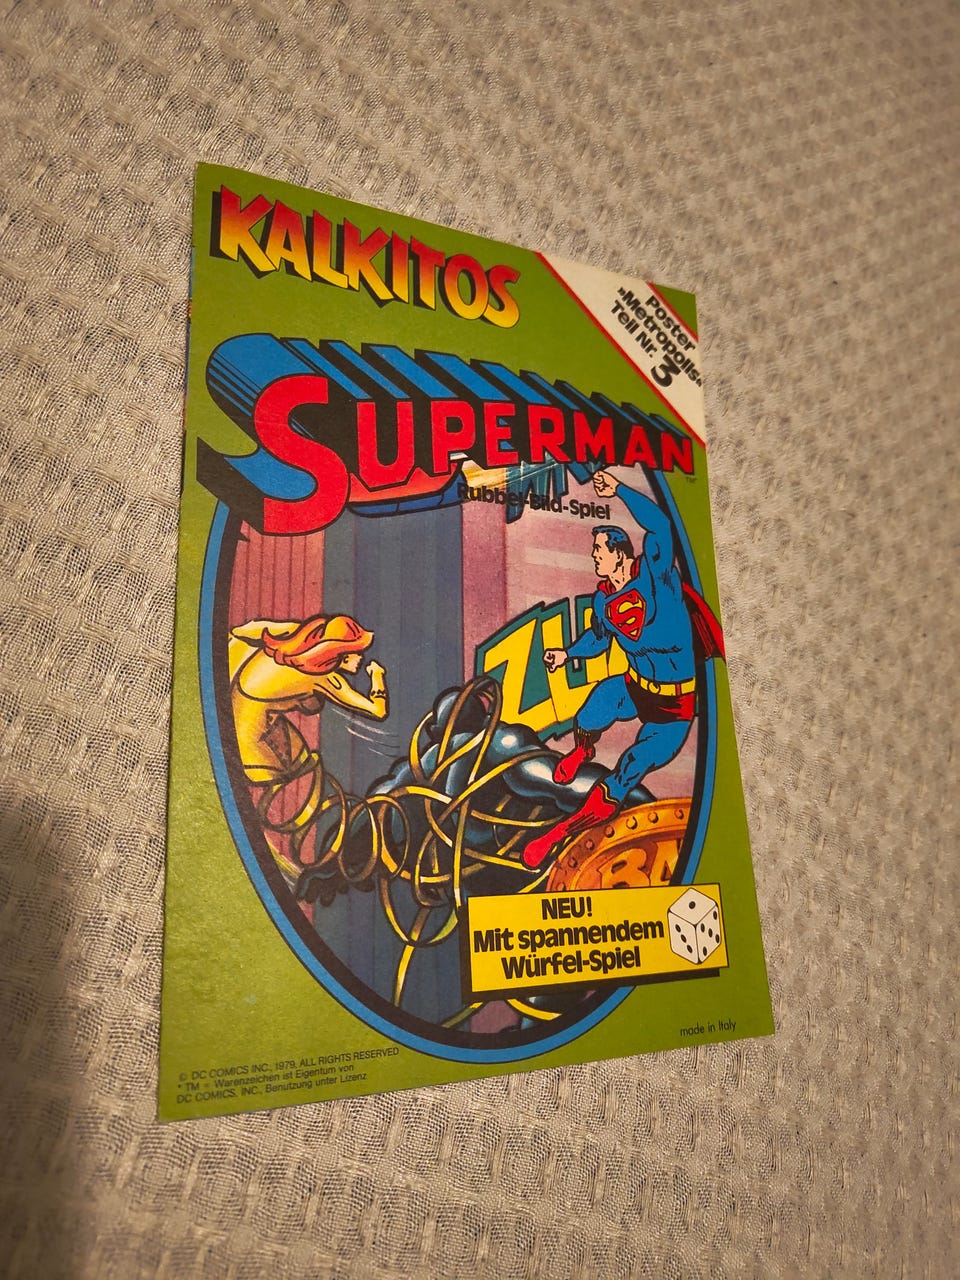 KALKITOS
Poster
»Metropolis«
Teil Nr. 3
SUPERMAN
TM
Rubbel-Bild-Spiel
NEU!
Mit spannendem
Würfel-Spiel
made in Italy
© DC COMICS INC., 1979, ALL RIGHTS RESERVED
• TM = Warenzeichen ist Eigentum von
DC COMICS, INC., Benutzung unter Lizenz